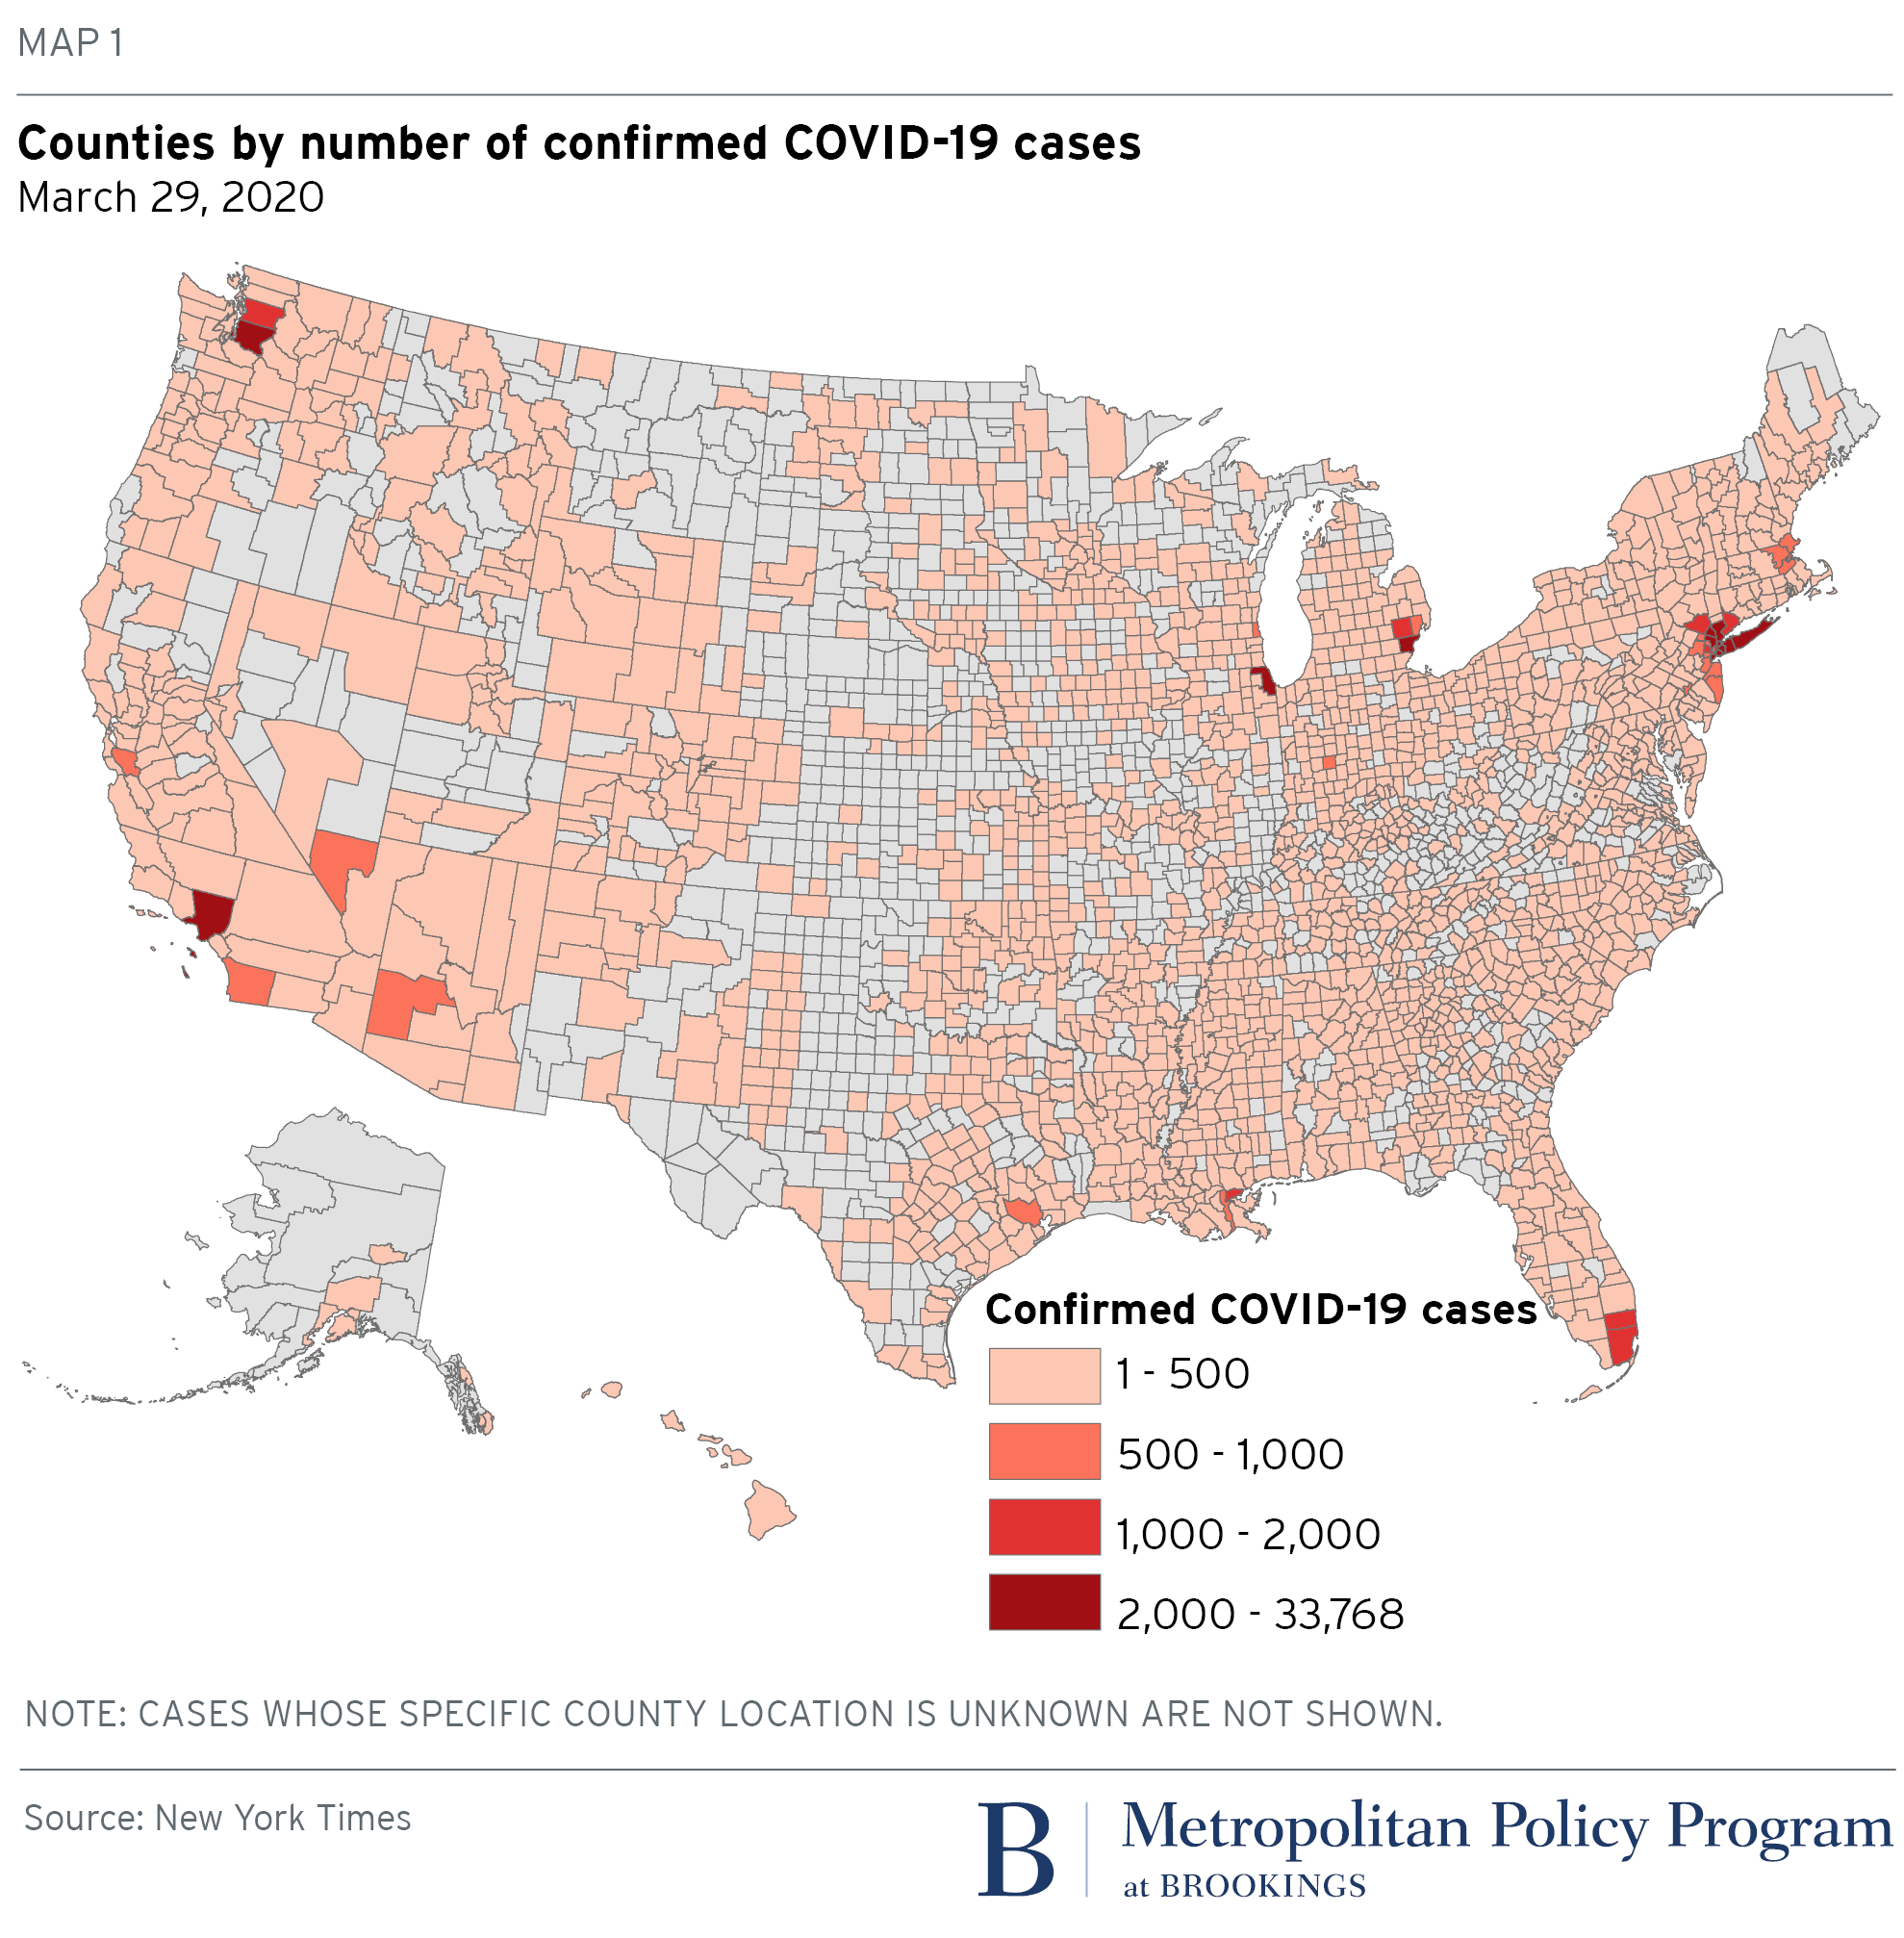 MAP 1
Counties by number of confirmed COVID-19 cases
March 29, 2020
Confirmed COVID-19 cases
1 - 500
500 - 1,000
1,000 - 2,000
2,000 - 33,768
NOTE: CASES WHOSE SPECIFIC COUNTY LOCATION IS UNKNOWN ARE NOT SHOWN.
Source: New York Times
B
Metropolitan Policy Program
at BROOKINGS